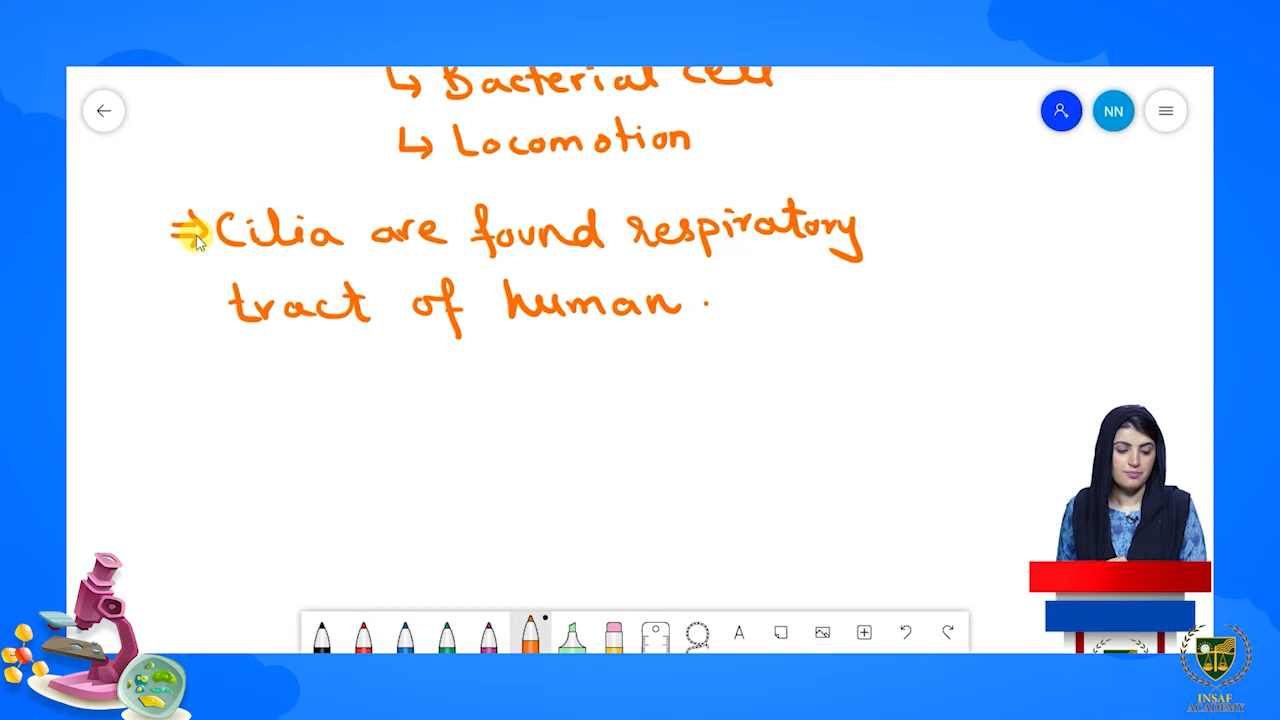 ↳ Bacterial cell
↳ Locomotion
NN
⇒ Cilia are found respiratory
tract of human.
A
INSAF
ACADEMY